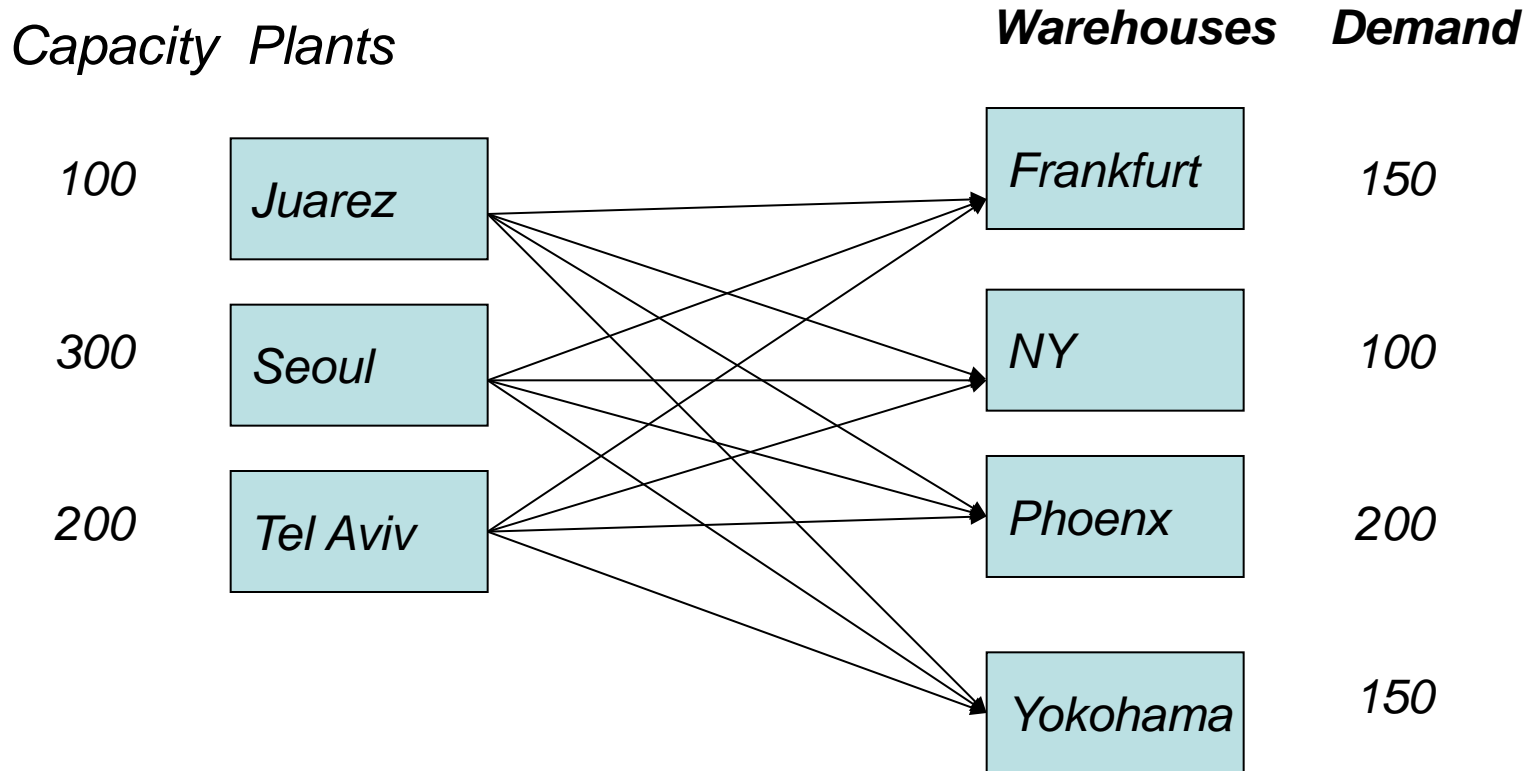 Capacity Plants Warehouses Demand
100 Juarez Frankfurt 150
300 Seoul NY 100
200 Tel Aviv Phoenx 200
Yokohama 150